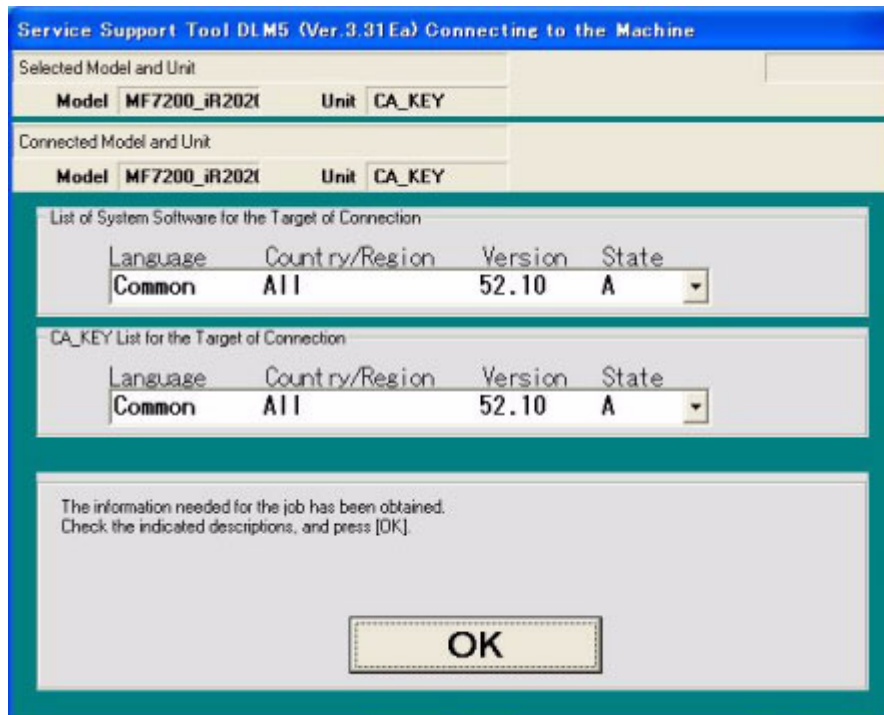 Service Support Tool DLM5 (Ver.3.31Ea) Connecting to the Machine
Selected Model and Unit
Model MF7200_iR202 Unit CA_KEY
Connected Model and Unit
Model MF7200_iR202 Unit CA_KEY
List of System Software for the Target of Connection
Language Country/Region Version State
Common All 52.10 A
CA_KEY List for the Target of Connection
Language Country/Region Version State
Common All 52.10 A
The information needed for the job has been obtained.
Check the indicated descriptions, and press [OK].
OK